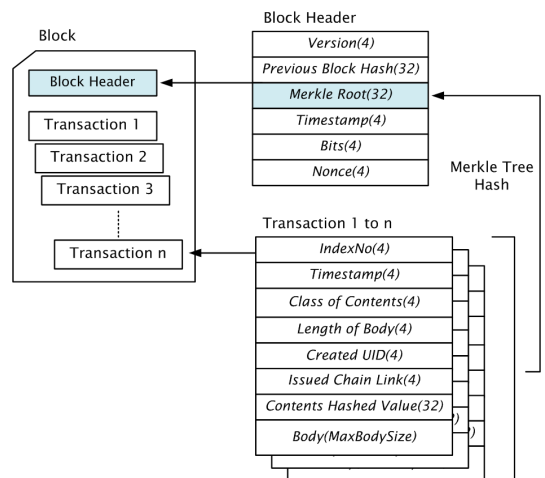 Block
Block Header
Transaction 1
Transaction 2
Transaction 3
Transaction n
Block Header
Version(4)
Previous Block Hash(32)
Merkle Root(32)
Timestamp(4)
Bits(4)
Nonce(4)
Merkle Tree
Hash
Transaction 1 to n
IndexNo(4)
Timestamp(4)
Class of Contents(4)
Length of Body(4)
Created UID(4)
Issued Chain Link(4)
Contents Hashed Value(32)
Body(MaxBodySize)